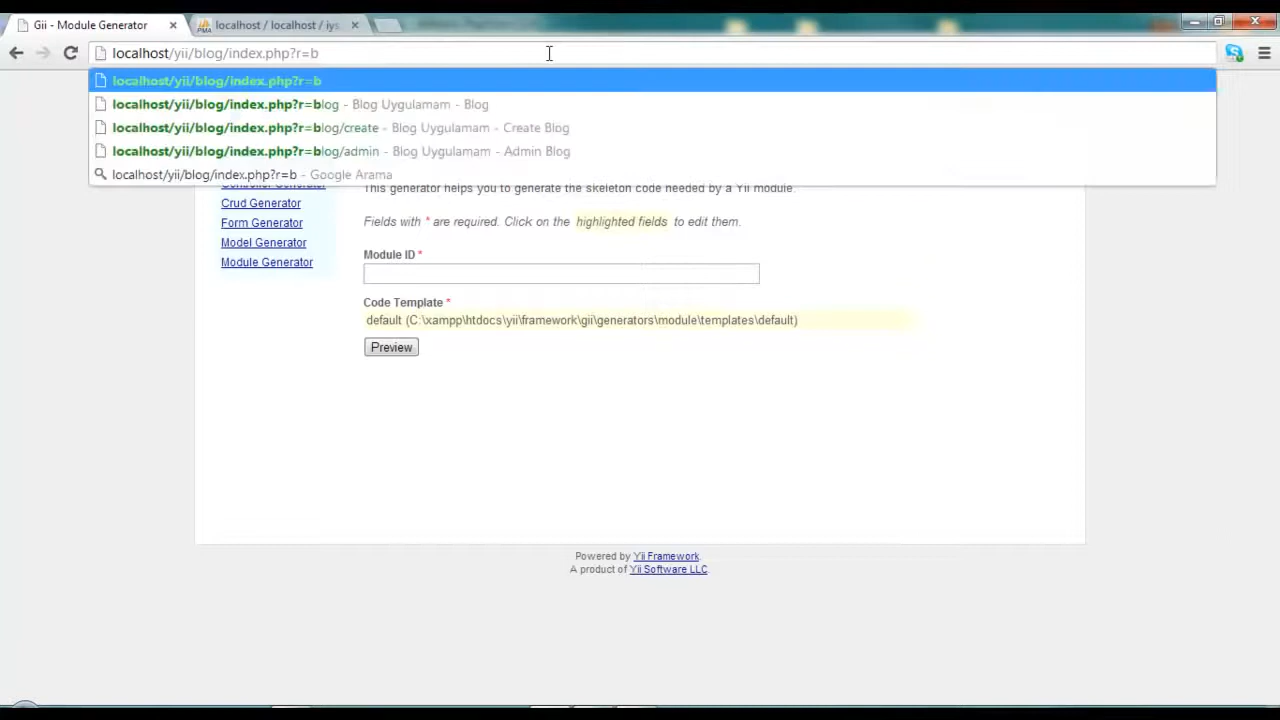 Gii - Module Generator
localhost / localhost / iys
localhost/yii/blog/index.php?r=b
localhost/yii/blog/index.php?r=b
localhost/yii/blog/index.php?r=blog - Blog Uygulamam - Blog
localhost/yii/blog/index.php?r=blog/create - Blog Uygulamam - Create Blog
localhost/yii/blog/index.php?r=blog/admin - Blog Uygulamam - Admin Blog
localhost/yii/blog/index.php?r=b - Google Arama
Controller Generator
This generator helps you to generate the skeleton code needed by a Yii module.
Crud Generator
Form Generator
Fields with * are required. Click on the highlighted fields to edit them.
Model Generator
Module Generator
Module ID *
Code Template *
default (C:\xampp\htdocs\yii\framework\gii\generators\module\templates\default)
Preview
Powered by Yii Framework.
A product of Yii Software LLC.